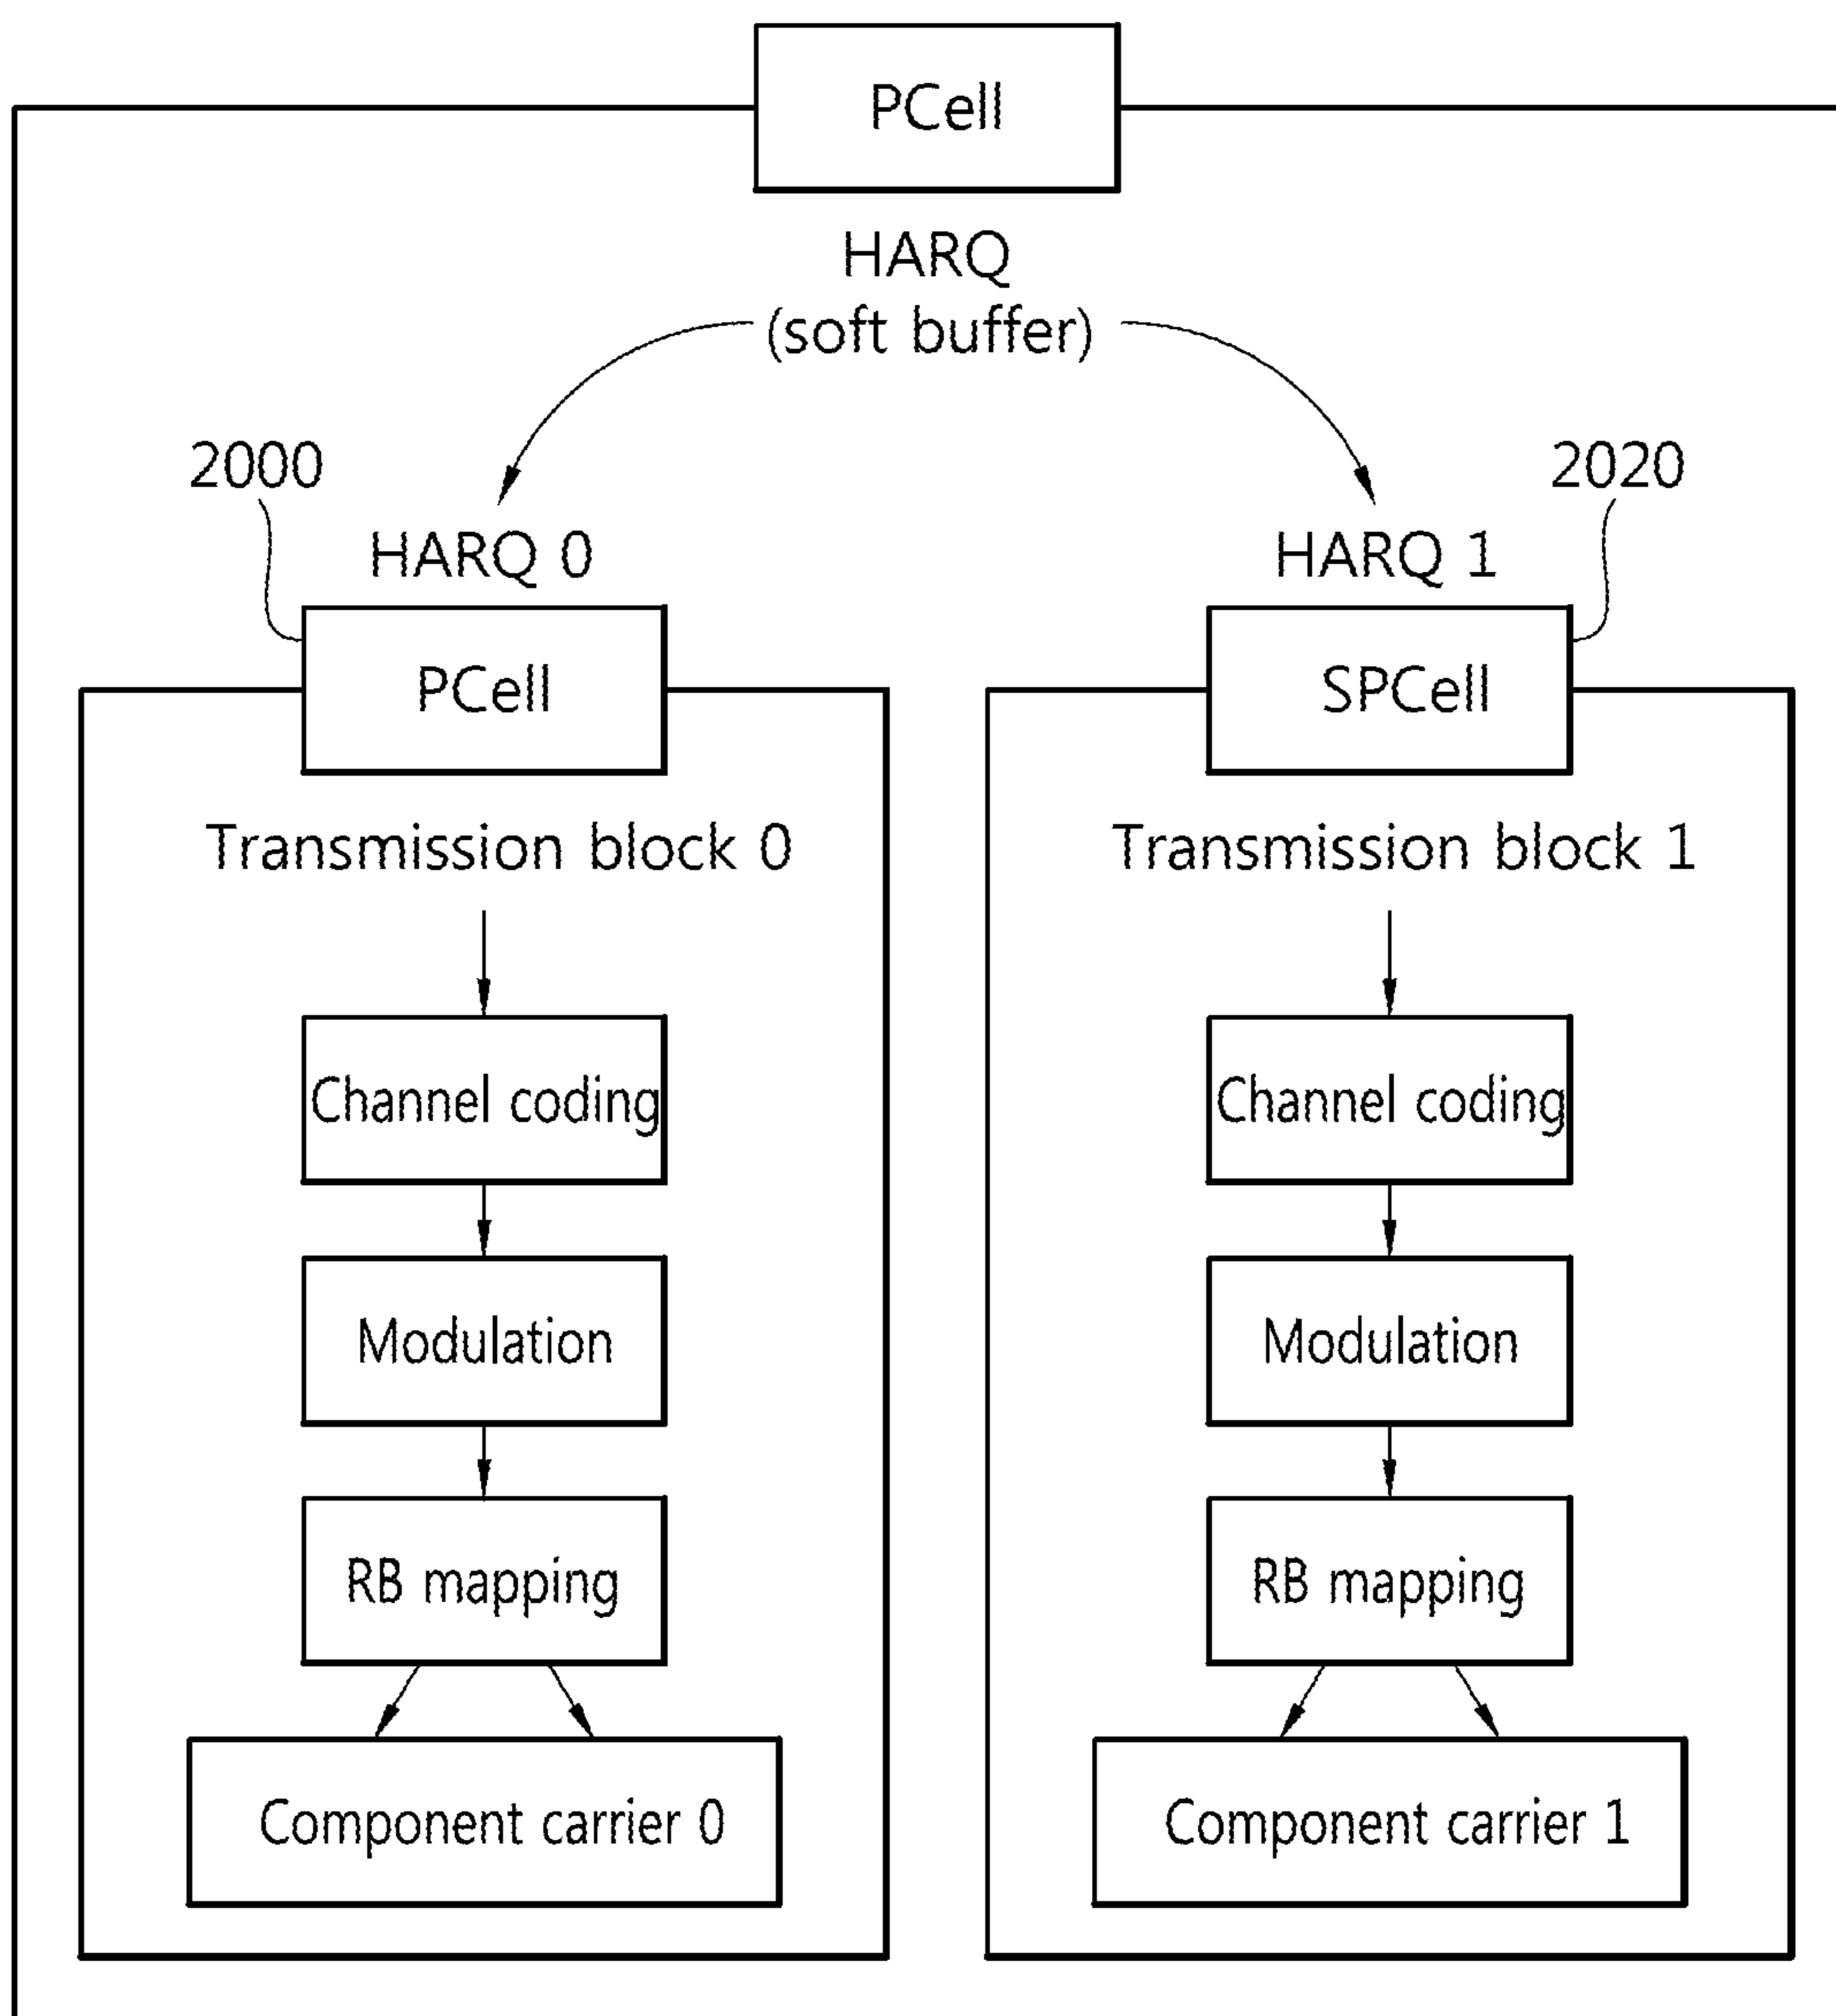 PCell
HARQ
(soft buffer)
2000
2020
HARQ 0
HARQ 1
PCell
SPCell
Transmission block 0
Transmission block 1
Channel coding
Channel coding
Modulation
Modulation
RB mapping
RB mapping
Component carrier 0
Component carrier 1